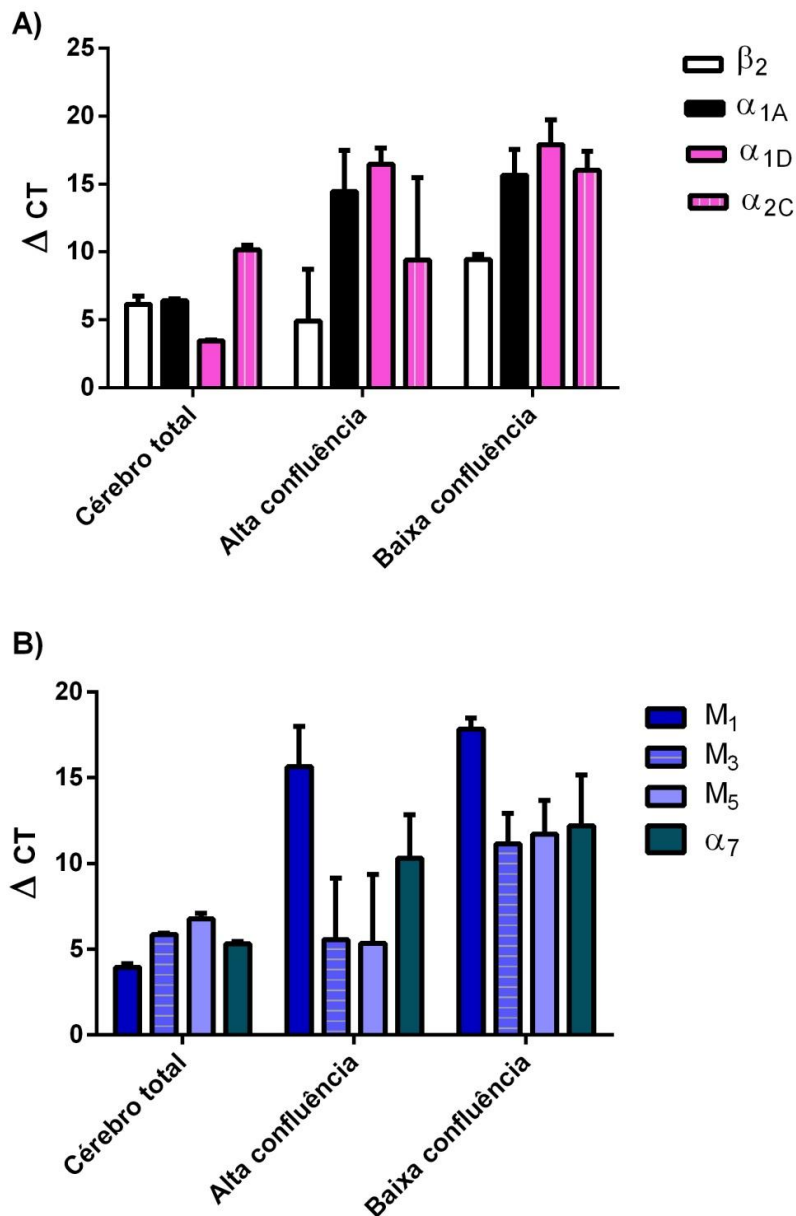 A)
25
20
15
10
5
0
Δ CT
Cérebro total
Alta confluência
Baixa confluência
β2
α1A
α1D
α2C
B)
20
15
10
5
0
Δ CT
Cérebro total
Alta confluência
Baixa confluência
M1
M3
M5
α7